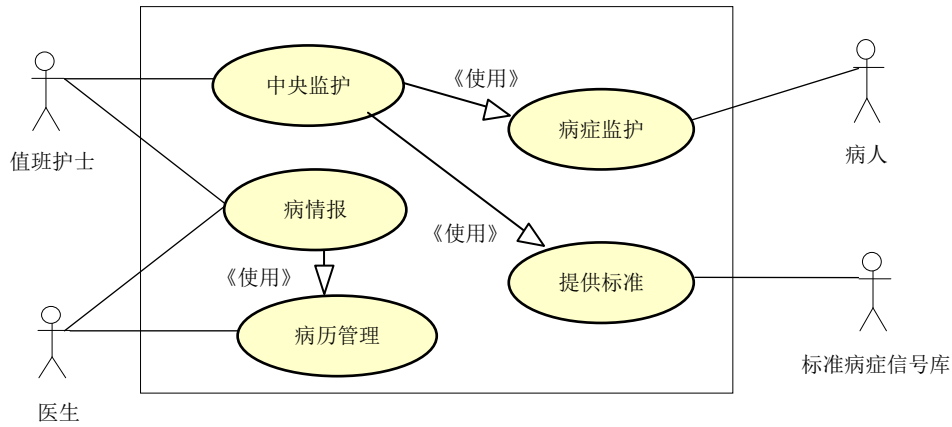 中央监护
《使用》
病症监护
值班护士
病人
病情报
《使用》
《使用》
提供标准
病历管理
标准病症信号库
医生